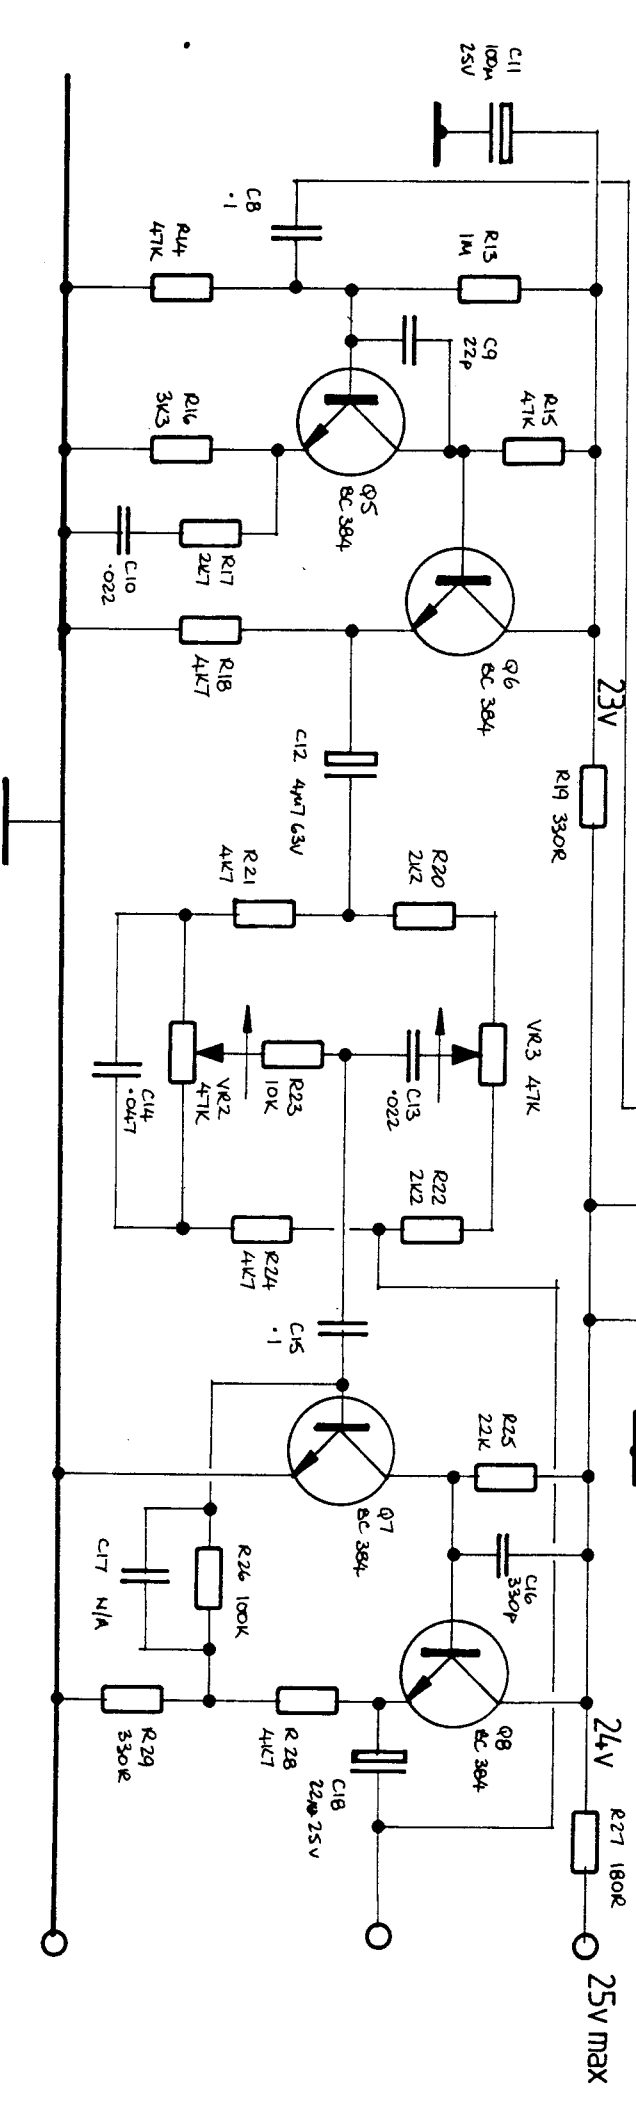 C11
100µ
25V
C8
.1
R14
47K
R13
1M
C9
22p
R16
3K3
R15
47K
Q5
BC 384
C10
.022
R17
2K7
R18
4K7
Q6
BC 384
23v
C12 4µ7 63V
R19 330R
R21
4K7
R20
2K2
C14
.047
VR2
47K
R23
10K
C13
.022
VR3 47K
R24
4K7
R22
2K2
C15
.1
R25
22K
Q7
BC 384
C17 N/A
R26 100K
C16
330p
R29
330R
R28
4K7
C18
22µ 25V
Q8
BC 384
24v
R27 180R
25v max